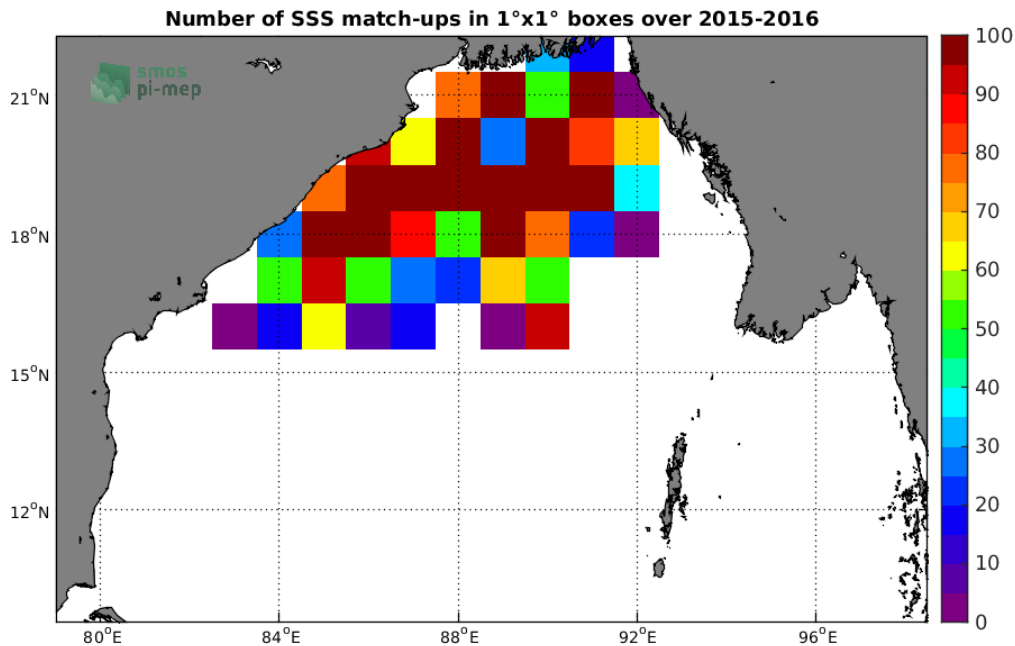 Number of SSS match-ups in 1°x1° boxes over 2015-2016
smos
pi-mep
21°N
18°N
15°N
12°N
80°E
84°E
88°E
92°E
96°E
100
90
80
70
60
50
40
30
20
10
0